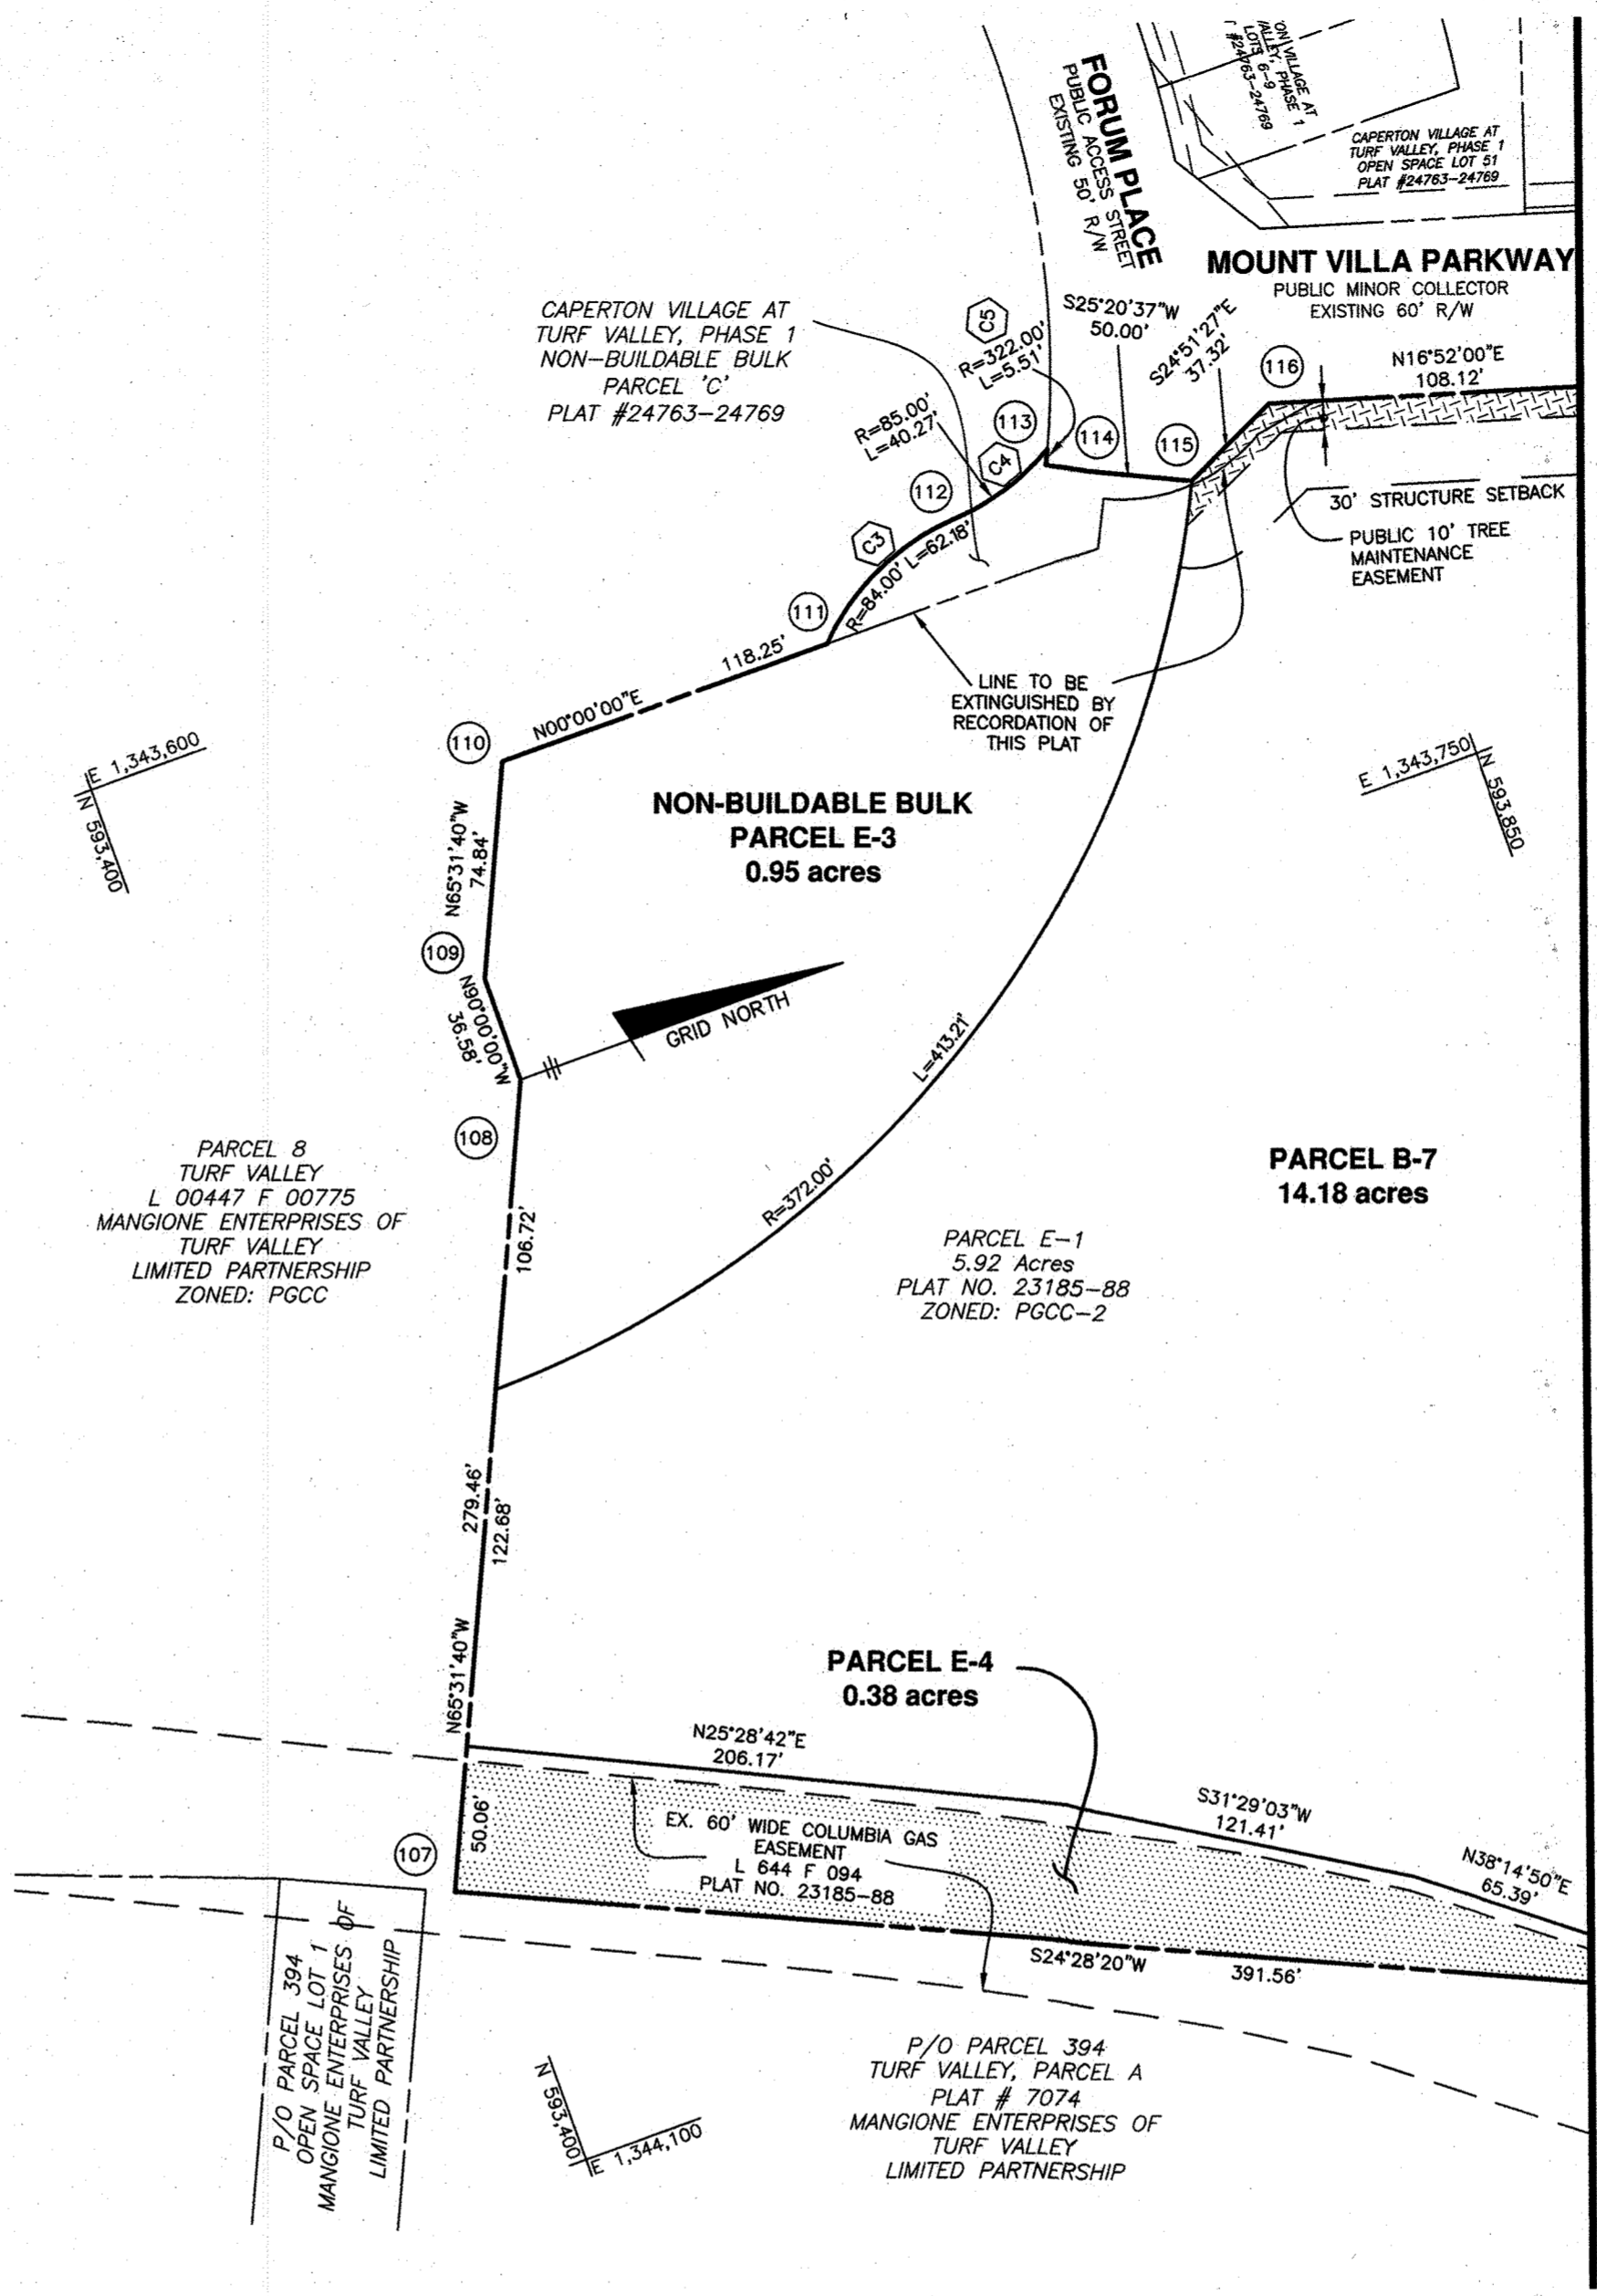 ON VILLAGE AT
ALLEY, PHASE 1
LOTS 6-9
#24763-24769
CAPERTON VILLAGE AT
TURF VALLEY, PHASE 1
OPEN SPACE LOT 51
PLAT #24763-24769
FORUM PLACE
PUBLIC ACCESS STREET
EXISTING 50' R/W
MOUNT VILLA PARKWAY
PUBLIC MINOR COLLECTOR
EXISTING 60' R/W
CAPERTON VILLAGE AT
TURF VALLEY, PHASE 1
NON-BUILDABLE BULK
PARCEL 'C'
PLAT #24763-24769
C5
R=322.00'
L=5.51'
S25°20'37"W
50.00'
S24°51'27"E
37.32'
116
N16°52'00"E
108.12'
R=85.00'
L=40.27'
113
114
115
C4
112
C3
R=84.00' L=62.18'
111
30' STRUCTURE SETBACK
PUBLIC 10' TREE
MAINTENANCE
EASEMENT
118.25'
N00°00'00"E
LINE TO BE
EXTINGUISHED BY
RECORDATION OF
THIS PLAT
110
E 1,343,600
N 593,400
E 1,343,750
N 593,850
NON-BUILDABLE BULK
PARCEL E-3
0.95 acres
N65°31'40"W
74.84'
109
N90°00'00"W
36.58'
GRID NORTH
108
L=413.21'
R=372.00'
PARCEL 8
TURF VALLEY
L 00447 F 00775
MANGIONE ENTERPRISES OF
TURF VALLEY
LIMITED PARTNERSHIP
ZONED: PGCC
106.72'
PARCEL B-7
14.18 acres
PARCEL E-1
5.92 Acres
PLAT NO. 23185-88
ZONED: PGCC-2
279.46'
122.68'
N65°31'40"W
PARCEL E-4
0.38 acres
N25°28'42"E
206.17'
S31°29'03"W
121.41'
N38°14'50"E
65.39'
50.06'
107
EX. 60' WIDE COLUMBIA GAS
EASEMENT
L 644 F 094
PLAT NO. 23185-88
S24°28'20"W
391.56'
P/O PARCEL 394
OPEN SPACE LOT 1
MANGIONE ENTERPRISES OF
TURF VALLEY
LIMITED PARTNERSHIP
N 593,400
E 1,344,100
P/O PARCEL 394
TURF VALLEY, PARCEL A
PLAT # 7074
MANGIONE ENTERPRISES OF
TURF VALLEY
LIMITED PARTNERSHIP